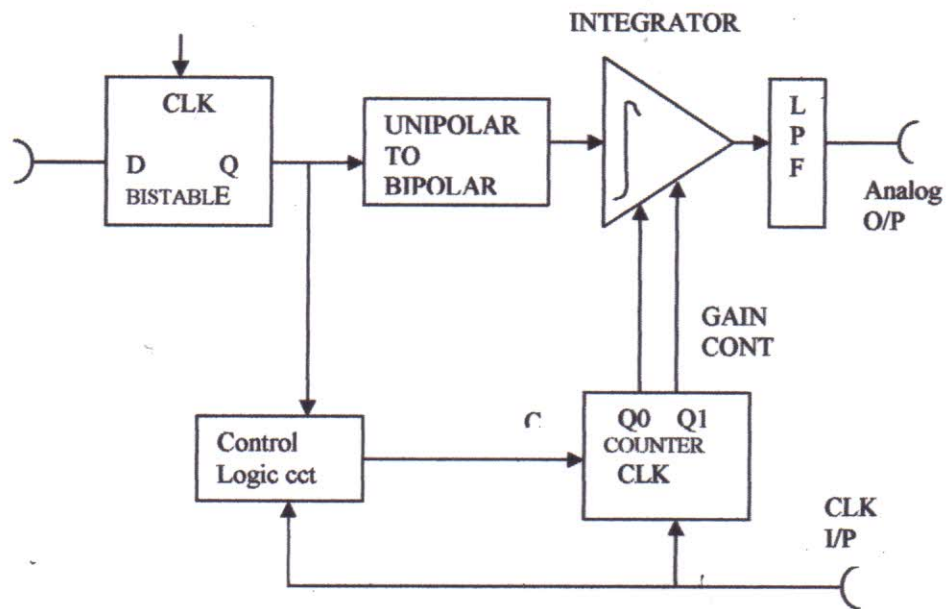 INTEGRATOR
CLK
D Q
BISTABLE
UNIPOLAR
TO
BIPOLAR
L
P
F
Analog
O/P
GAIN
CONT
Control
Logic cct
C
Q0 Q1
COUNTER
CLK
CLK
I/P